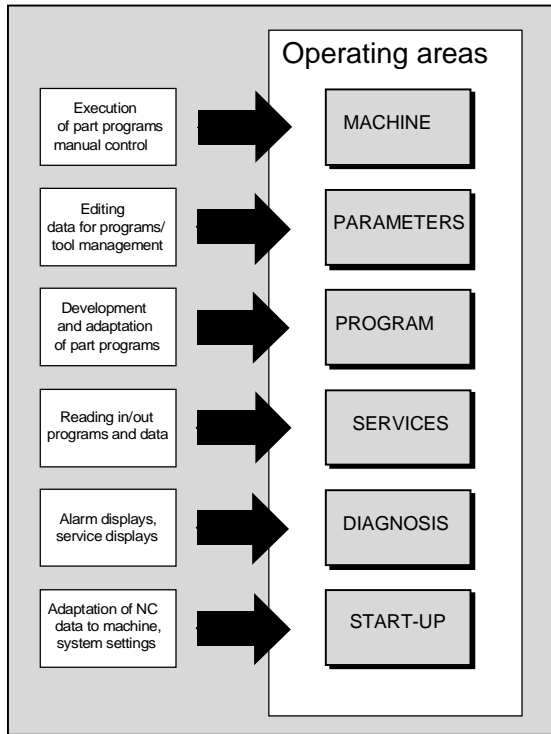 Operating areas
Execution
of part programs
manual control
MACHINE
Editing
data for programs/
tool management
PARAMETERS
Development
and adaptation
of part programs
PROGRAM
Reading in/out
programs and data
SERVICES
Alarm displays,
service displays
DIAGNOSIS
Adaptation of NC
data to machine,
system settings
START-UP